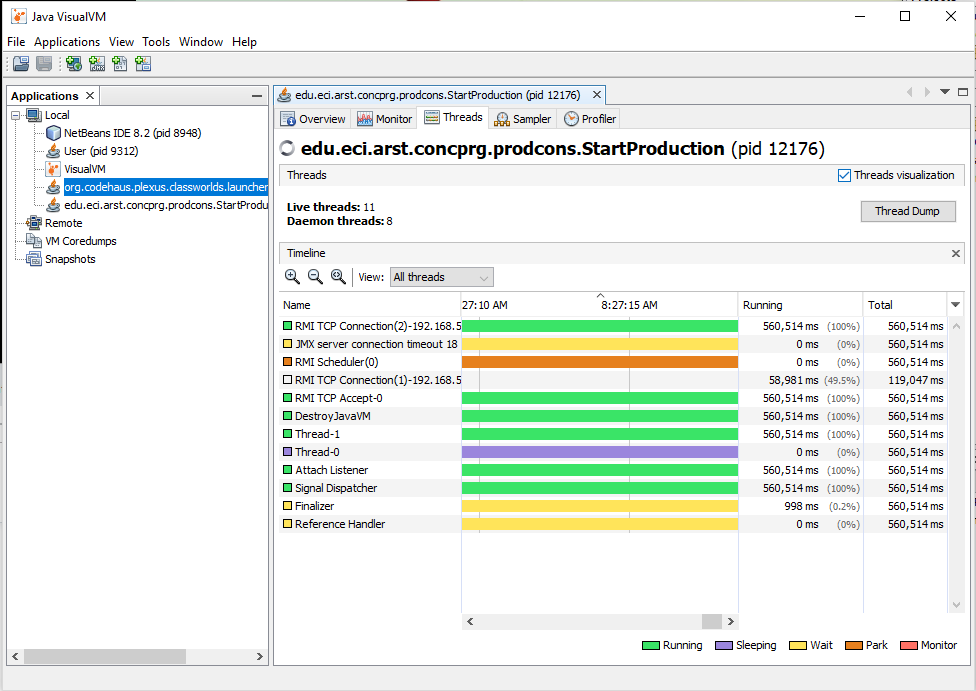 Java VisualVM
File Applications View Tools Window Help
Applications
Local
NetBeans IDE 8.2 (pid 8948)
User (pid 9312)
VisualVM
org.codehaus.plexus.classworlds.launcher
edu.eci.arst.concprg.prodcons.StartProdu
Remote
VM Coredumps
Snapshots
edu.eci.arst.concprg.prodcons.StartProduction (pid 12176)
Overview Monitor Threads Sampler Profiler
edu.eci.arst.concprg.prodcons.StartProduction (pid 12176)
Threads Threads visualization
Live threads: 11
Daemon threads: 8
Thread Dump
Timeline
View: All threads
Name 27:10 AM 8:27:15 AM Running Total
RMI TCP Connection(2)-192.168.5 560,514 ms (100%) 560,514 ms
JMX server connection timeout 18 0 ms (0%) 560,514 ms
RMI Scheduler(0) 0 ms (0%) 560,514 ms
RMI TCP Connection(1)-192.168.5 58,981 ms (49.5%) 119,047 ms
RMI TCP Accept-0 560,514 ms (100%) 560,514 ms
DestroyJavaVM 560,514 ms (100%) 560,514 ms
Thread-1 560,514 ms (100%) 560,514 ms
Thread-0 0 ms (0%) 560,514 ms
Attach Listener 560,514 ms (100%) 560,514 ms
Signal Dispatcher 560,514 ms (100%) 560,514 ms
Finalizer 998 ms (0.2%) 560,514 ms
Reference Handler 0 ms (0%) 560,514 ms
Running Sleeping Wait Park Monitor